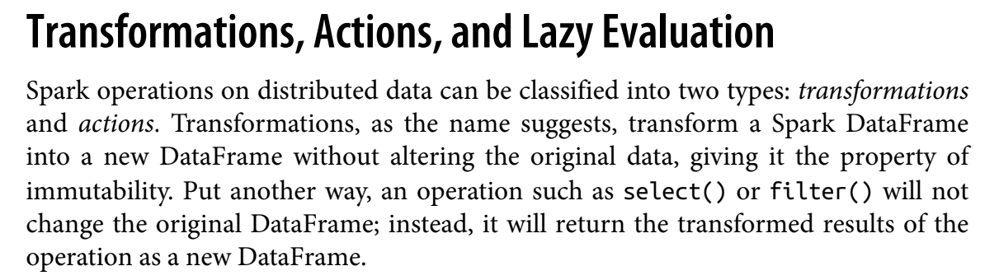 Transformations, Actions, and Lazy Evaluation
Spark operations on distributed data can be classified into two types: transformations
and actions. Transformations, as the name suggests, transform a Spark DataFrame
into a new DataFrame without altering the original data, giving it the property of
immutability. Put another way, an operation such as select() or filter() will not
change the original DataFrame; instead, it will return the transformed results of the
operation as a new DataFrame.